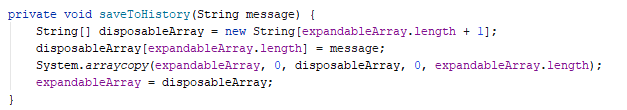 private void saveToHistory(String message) {
    String[] disposableArray = new String[expandableArray.length + 1];
    disposableArray[expandableArray.length] = message;
    System.arraycopy(expandableArray, 0, disposableArray, 0, expandableArray.length);
    expandableArray = disposableArray;
}